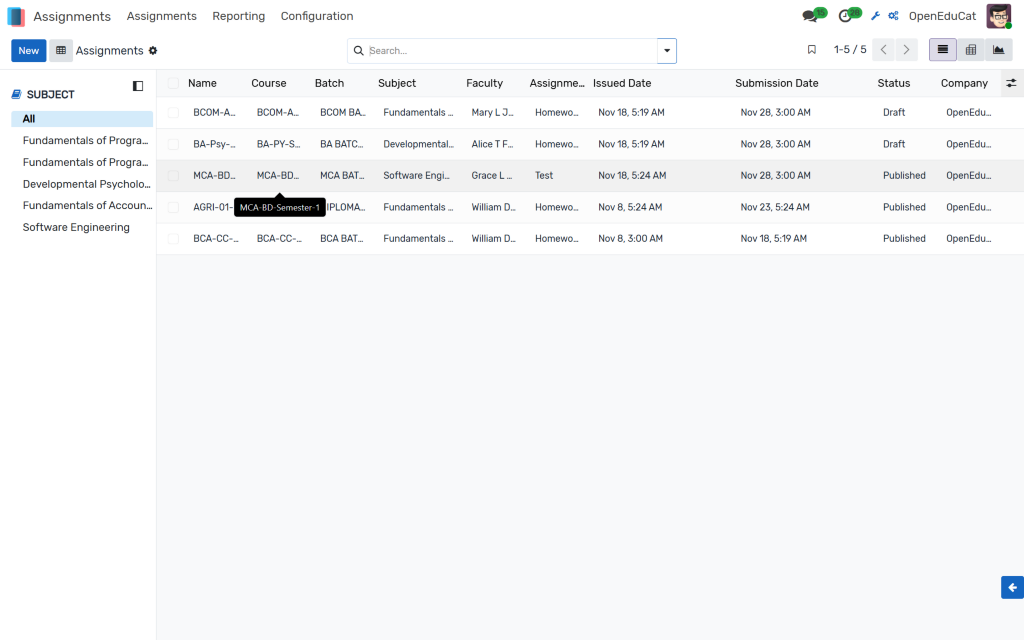 Assignments Assignments Reporting Configuration 15 28 OpenEduCat
New Assignments Search... 1-5 / 5
SUBJECT
All
Fundamentals of Progra...
Fundamentals of Progra...
Developmental Psycholo...
Fundamentals of Accoun...
Software Engineering
Name Course Batch Subject Faculty Assignme... Issued Date Submission Date Status Company
BCOM-A... BCOM-A... BCOM BA... Fundamentals ... Mary L J... Homewo... Nov 18, 5:19 AM Nov 28, 3:00 AM Draft OpenEdu...
BA-Psy-... BA-PY-S... BA BATC... Developmental... Alice T F... Homewo... Nov 18, 5:19 AM Nov 28, 3:00 AM Draft OpenEdu...
MCA-BD... MCA-BD... MCA BAT... Software Engi... Grace L ... Test Nov 18, 5:24 AM Nov 28, 3:00 AM Published OpenEdu...
AGRI-01- MCA-BD-Semester-1 IPLOMA... Fundamentals ... William D... Homewo... Nov 8, 5:24 AM Nov 23, 5:24 AM Published OpenEdu...
BCA-CC-... BCA-CC-... BCA BAT... Fundamentals ... William D... Homewo... Nov 8, 3:00 AM Nov 18, 5:19 AM Published OpenEdu...